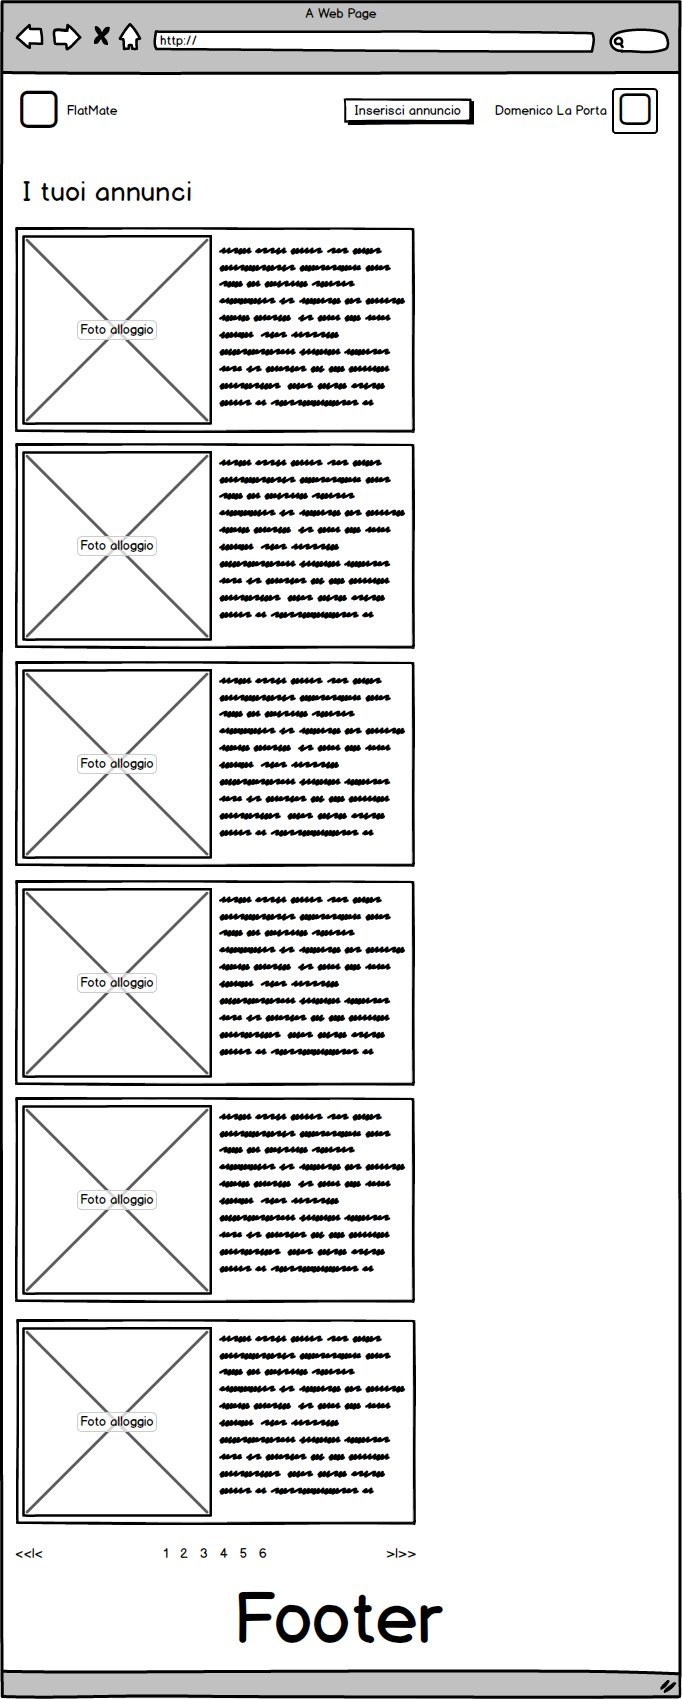 A Web Page
http://
FlatMate
Inserisci annuncio
Domenico La Porta
I tuoi annunci
Foto alloggio
Foto alloggio
Foto alloggio
Foto alloggio
Foto alloggio
Foto alloggio
<<|< 1 2 3 4 5 6 >|>>
Footer